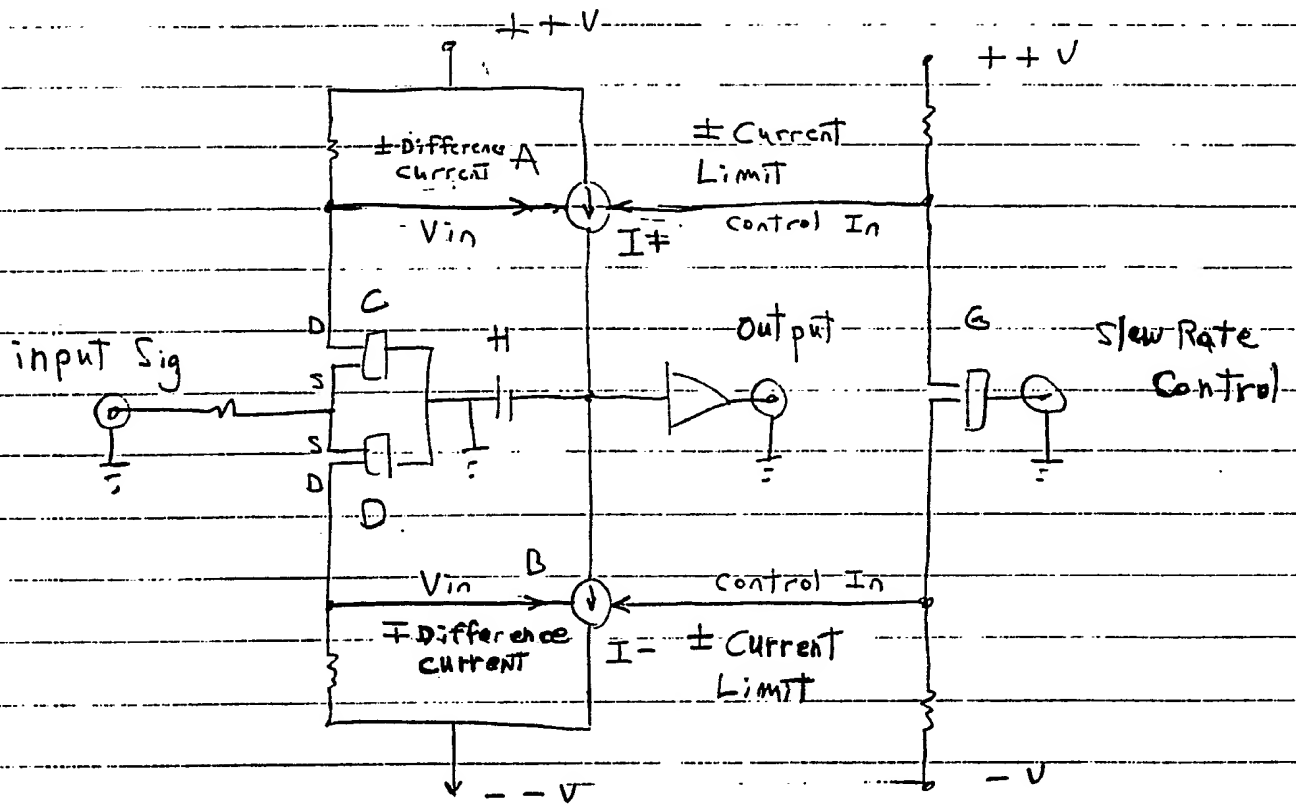 ++V
++V
± Difference A
current
± Current
Limit
Vin
Control In
I∓
C
D
H
Output
G
Slew Rate
Control
input Sig
S
S
D
D
Vin
B
Control In
∓ Difference
current
I-
± Current
Limit
--V
-V